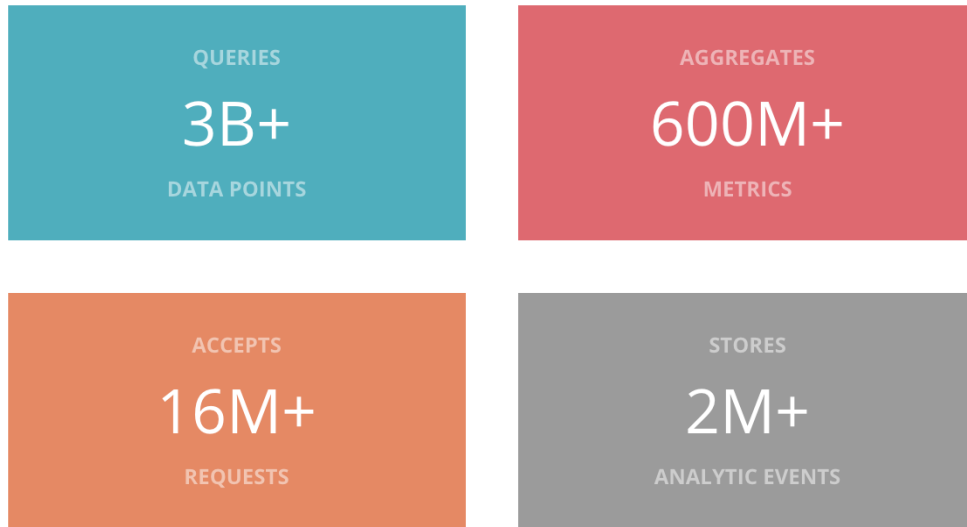 QUERIES
3B+
DATA POINTS
AGGREGATES
600M+
METRICS
ACCEPTS
16M+
REQUESTS
STORES
2M+
ANALYTIC EVENTS